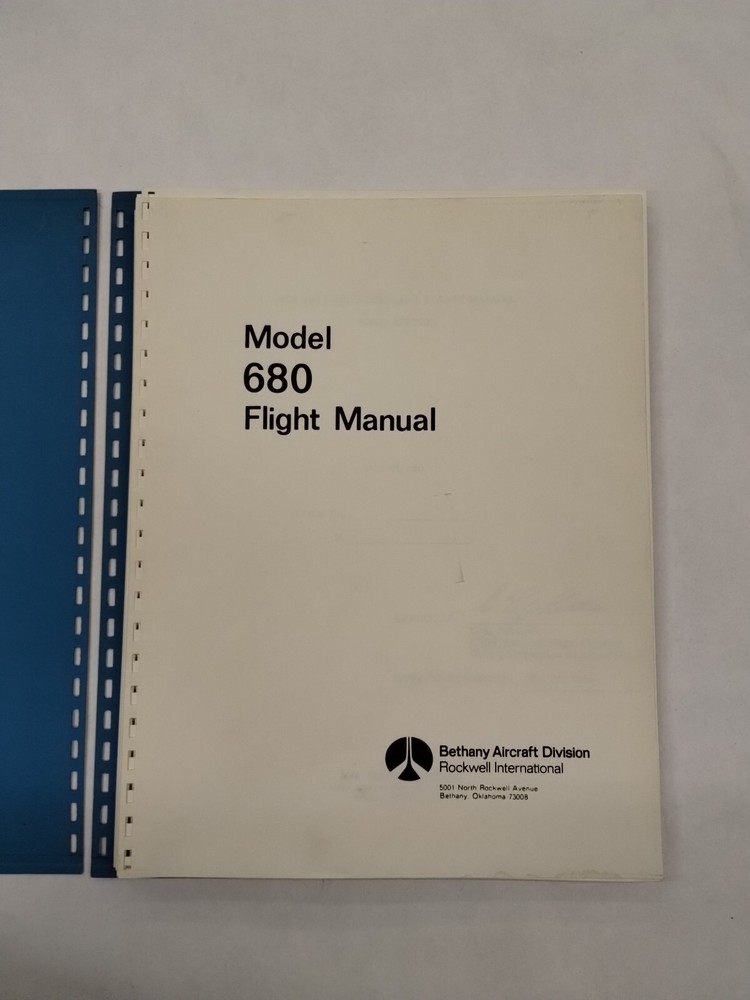 Model
680
Flight Manual
Bethany Aircraft Division
Rockwell International
5001 North Rockwell Avenue
Bethany, Oklahoma 73008